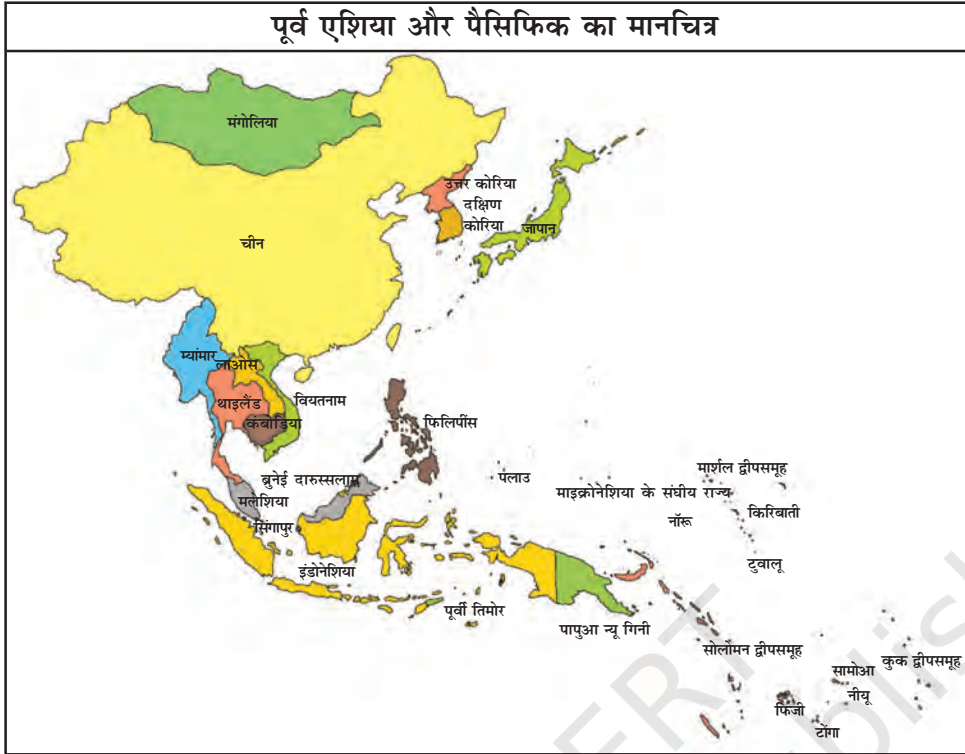 पूर्व एशिया और पैसिफिक का मानचित्र
मंगोलिया
उत्तर कोरिया
दक्षिण
कोरिया
जापान
चीन
म्यांमार
लाओस
थाइलैंड
वियतनाम
कंबोडिया
फिलिपींस
ब्रुनेई दारुस्सलाम
मलेशिया
सिंगापुर
इंडोनेशिया
पलाउ
मार्शल द्वीपसमूह
माइक्रोनेशिया के संघीय राज्य
किरिबाती
नॉरू
टुवालू
पूर्वी तिमोर
पापुआ न्यू गिनी
सोलोमन द्वीपसमूह
कुक द्वीपसमूह
सामोआ
नीयू
फिजी
टोंगा